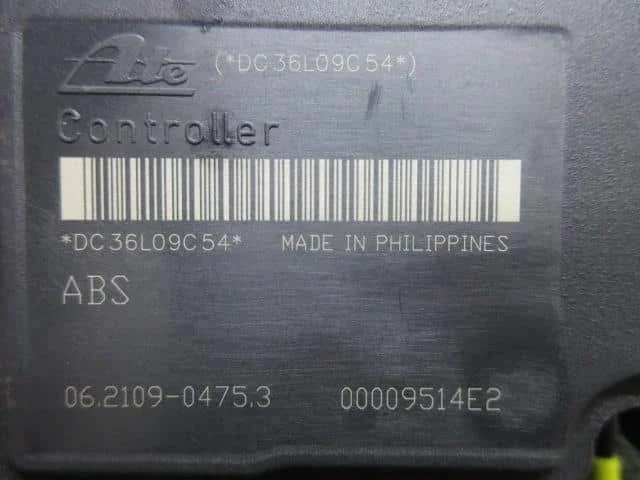 Ate (*DC36L09C54*)
Controller
*DC36L09C54* MADE IN PHILIPPINES
ABS
06.2109-0475.3 00009514E2